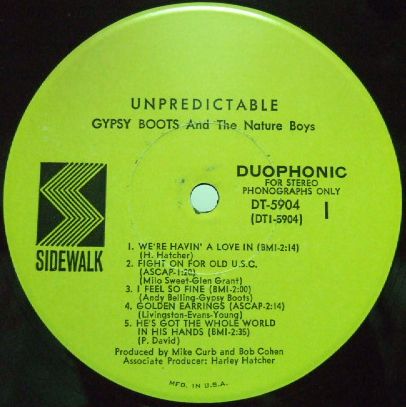 UNPREDICTABLE
GYPSY BOOTS And The Nature Boys
SIDEWALK
DUOPHONIC
FOR STEREO
PHONOGRAPHS ONLY
DT-5904
(DT1-5904)
1
1. WE'RE HAVIN' A LOVE IN (BMI-2:14)
(H. Hatcher)
2. FIGHT ON FOR OLD U.S.C.
(ASCAP-1:20)
(Milo Sweet-Glen Grant)
3. I FEEL SO FINE (BMI-2:00)
(Andy Belling-Gypsy Boots)
4. GOLDEN EARRINGS (ASCAP-2:14)
(Livingston-Evans-Young)
5. HE'S GOT THE WHOLE WORLD
IN HIS HANDS (BMI-2:35)
(P. David)
Produced by Mike Curb and Bob Cohen
Associate Producer: Harley Hatcher
MFG. IN U.S.A.